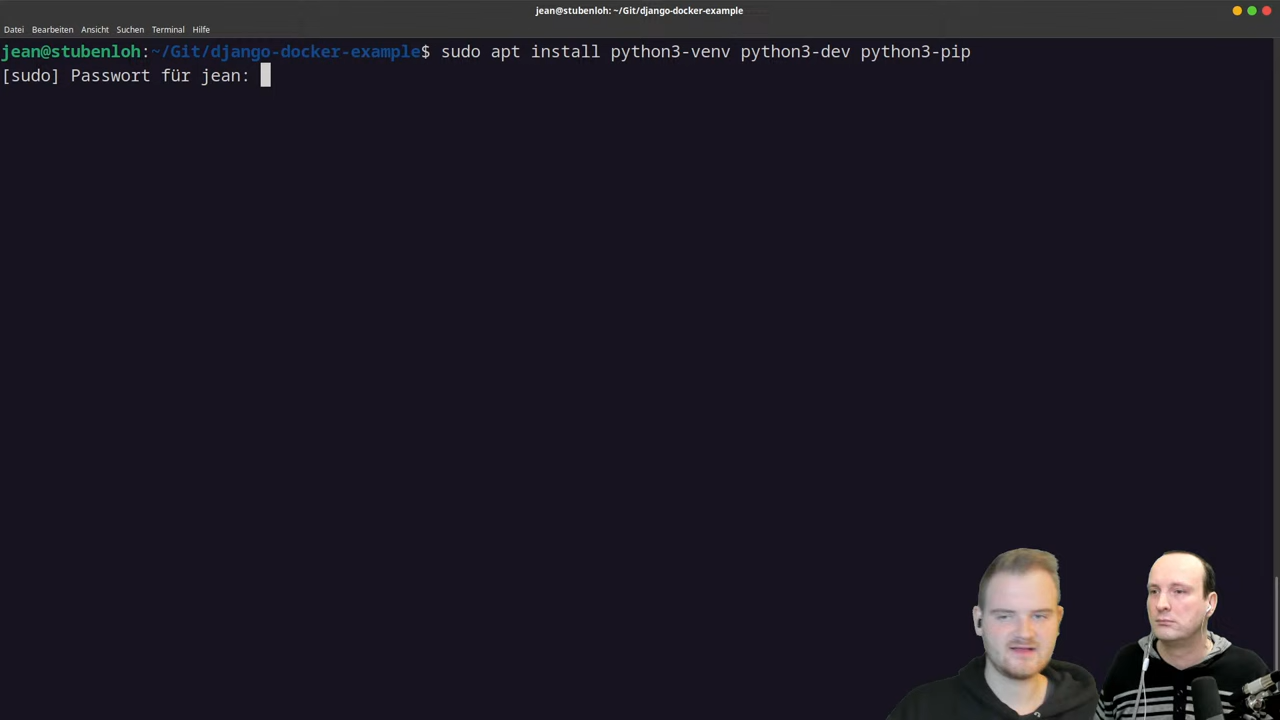 jean@stubenloh: ~/Git/django-docker-example
Datei Bearbeiten Ansicht Suchen Terminal Hilfe
jean@stubenloh:~/Git/django-docker-example$ sudo apt install python3-venv python3-dev python3-pip
[sudo] Passwort für jean: